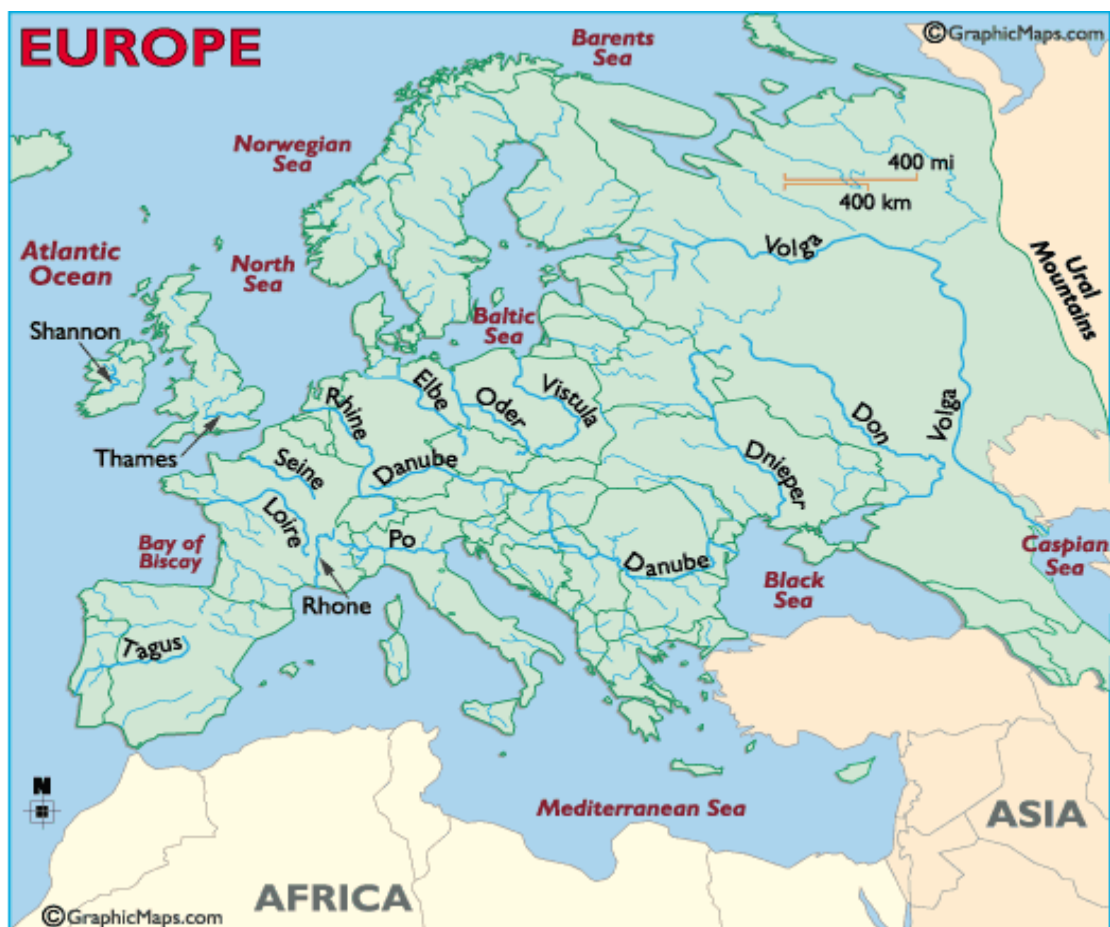 EUROPE
Barents
Sea
©GraphicMaps.com
Norwegian
Sea
400 mi
400 km
Atlantic
Ocean
North
Sea
Volga
Ural
Mountains
Shannon
Baltic
Sea
Rhine
Elbe
Oder
Vistula
Don
Volga
Thames
Seine
Danube
Dnieper
Loire
Bay of
Biscay
Po
Danube
Caspian
Sea
Rhone
Black
Sea
Tagus
N
Mediterranean Sea
ASIA
AFRICA
©GraphicMaps.com